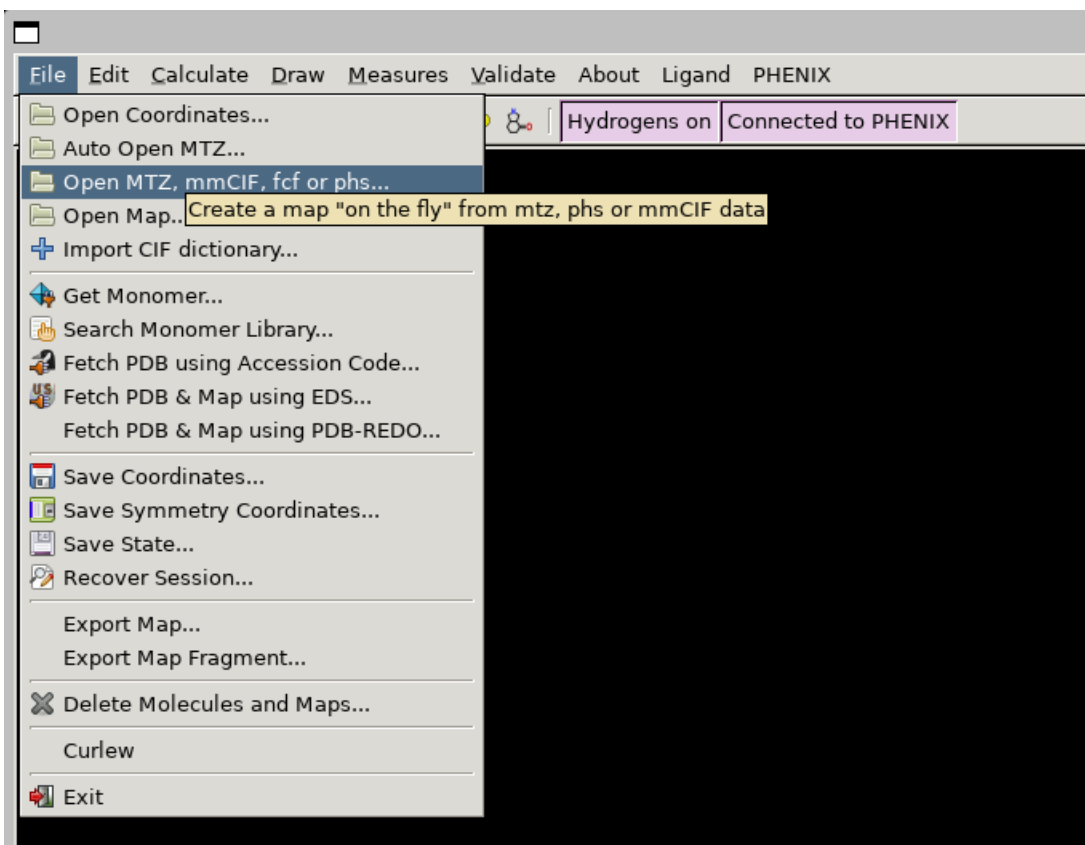 File Edit Calculate Draw Measures Validate About Ligand PHENIX
Hydrogens on Connected to PHENIX
Open Coordinates...
Auto Open MTZ...
Open MTZ, mmCIF, fcf or phs...
Create a map "on the fly" from mtz, phs or mmCIF data
Open Map..
Import CIF dictionary...
Get Monomer...
Search Monomer Library...
Fetch PDB using Accession Code...
US
Fetch PDB & Map using EDS...
Fetch PDB & Map using PDB-REDO...
Save Coordinates...
Save Symmetry Coordinates...
Save State...
Recover Session...
Export Map...
Export Map Fragment...
Delete Molecules and Maps...
Curlew
Exit